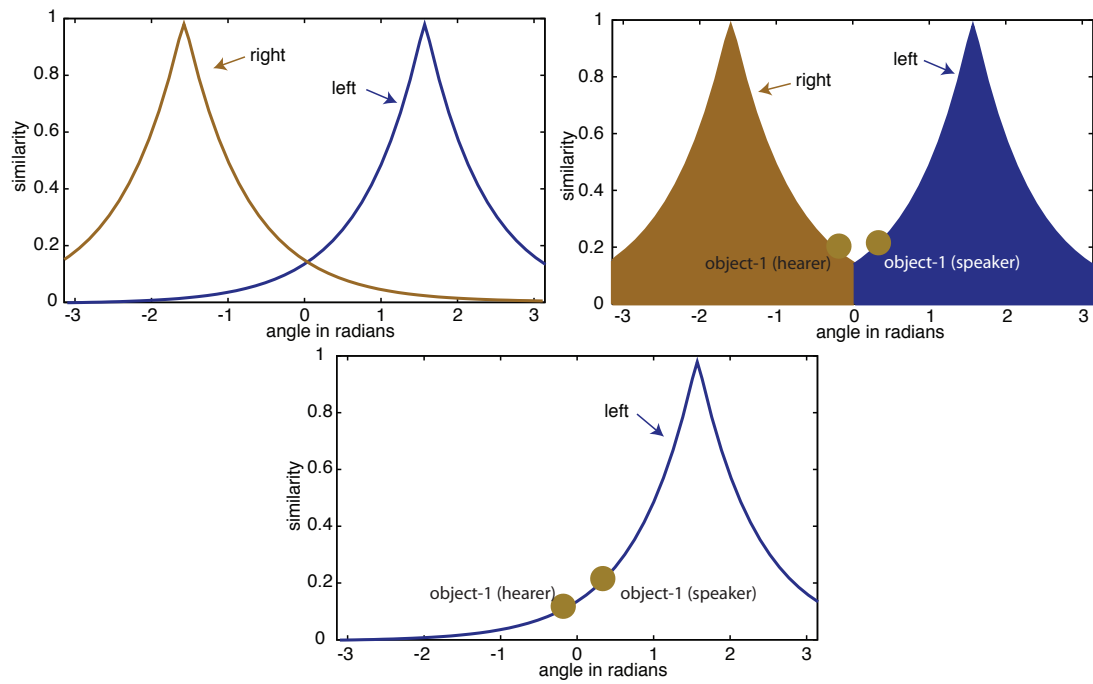 1
0.8
0.6
0.4
0.2
0
similarity
right
left
-3
-2
-1
0
1
2
3
angle in radians
1
0.8
0.6
0.4
0.2
0
similarity
right
left
object-1 (hearer)
object-1 (speaker)
-3
-2
-1
0
1
2
3
angle in radians
1
0.8
0.6
0.4
0.2
0
similarity
left
object-1 (hearer)
object-1 (speaker)
-3
-2
-1
0
1
2
3
angle in radians